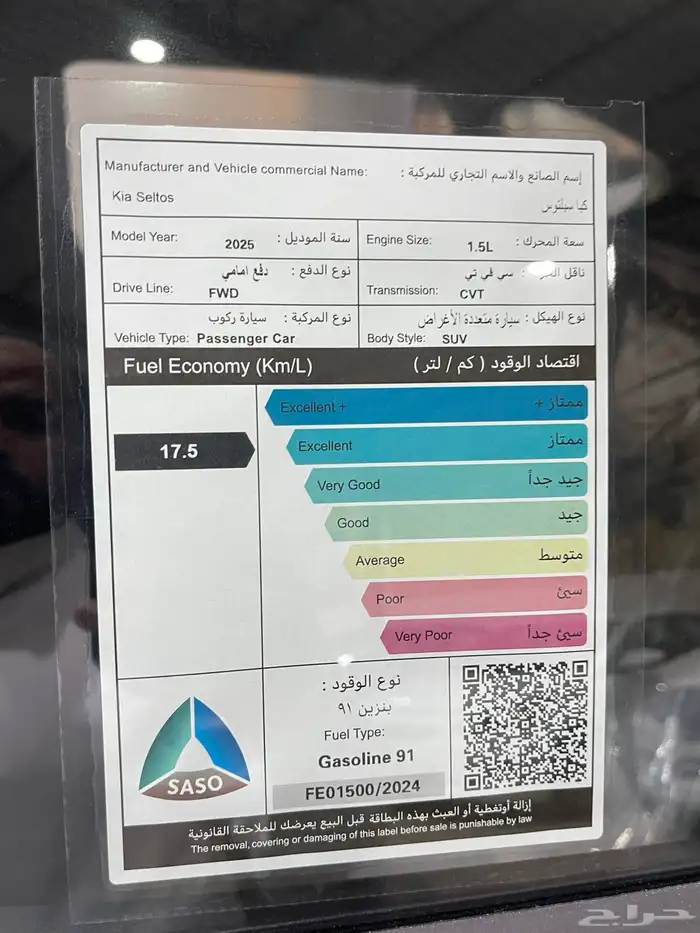 Manufacturer and Vehicle commercial Name: إسم الصانع والاسم التجاري للمركبة :
Kia Seltos كيا سيلتوس
Model Year: 2025 سنة الموديل :
Engine Size: 1.5L سعة المحرك :
نوع الدفع : دفع امامي
Drive Line: FWD
ناقل سي في تي
Transmission: CVT
نوع المركبة : سيارة ركوب
Vehicle Type: Passenger Car
نوع الهيكل : سيارة متعددة الأغراض
Body Style: SUV
Fuel Economy (Km/L) اقتصاد الوقود ( كم / لتر )
Excellent + ممتاز +
17.5
Excellent ممتاز
Very Good جيد جداً
Good جيد
Average متوسط
Poor سيئ
Very Poor سيئ جداً
نوع الوقود :
بنزين ٩١
Fuel Type:
Gasoline 91
FE01500/2024
SASO
إزالة أوتغطية أو العبث بهذه البطاقة قبل البيع يعرضك للملاحقة القانونية
The removal, covering or damaging of this label before sale is punishable by law
حراج